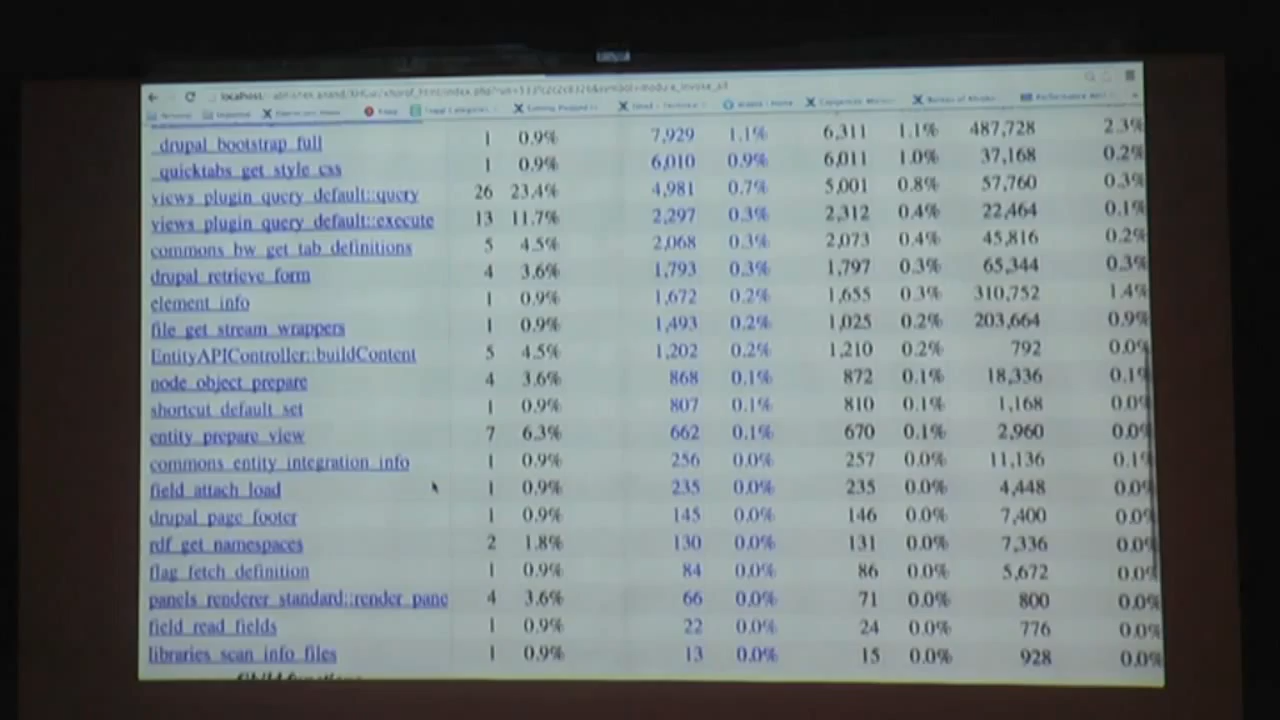 localhost
_drupal_bootstrap_full 1 0.9% 7,929 1.1% 6,311 1.1% 487,728 2.3%
_quicktabs_get_style_css 1 0.9% 6,010 0.9% 6,011 1.0% 37,168 0.2%
views_plugin_query_default::query 26 23.4% 4,981 0.7% 5,001 0.8% 57,760 0.3%
views_plugin_query_default::execute 13 11.7% 2,297 0.3% 2,312 0.4% 22,464 0.1%
commons_bw_get_tab_definitions 5 4.5% 2,068 0.3% 2,073 0.4% 45,816 0.2%
drupal_retrieve_form 4 3.6% 1,793 0.3% 1,797 0.3% 65,344 0.3%
element_info 1 0.9% 1,672 0.2% 1,655 0.3% 310,752 1.4%
file_get_stream_wrappers 1 0.9% 1,493 0.2% 1,025 0.2% 203,664 0.9%
EntityAPIController::buildContent 5 4.5% 1,202 0.2% 1,210 0.2% 792 0.0%
node_object_prepare 4 3.6% 868 0.1% 872 0.1% 18,336 0.1%
shortcut_default_set 1 0.9% 807 0.1% 810 0.1% 1,168 0.0%
entity_prepare_view 7 6.3% 662 0.1% 670 0.1% 2,960 0.0%
commons_entity_integration_info 1 0.9% 256 0.0% 257 0.0% 11,136 0.1%
field_attach_load 1 0.9% 235 0.0% 235 0.0% 4,448 0.0%
drupal_page_footer 1 0.9% 145 0.0% 146 0.0% 7,400 0.0%
rdf_get_namespaces 2 1.8% 130 0.0% 131 0.0% 7,336 0.0%
flag_fetch_definition 1 0.9% 84 0.0% 86 0.0% 5,672 0.0%
panels_renderer_standard::render_pane 4 3.6% 66 0.0% 71 0.0% 800 0.0%
field_read_fields 1 0.9% 22 0.0% 24 0.0% 776 0.0%
libraries_scan_info_files 1 0.9% 13 0.0% 15 0.0% 928 0.0%
Child functions